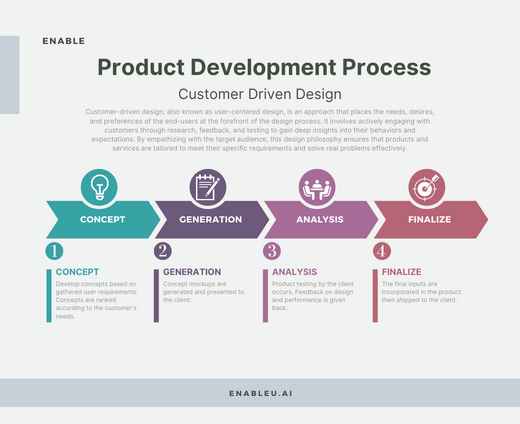 ENABLE
Product Development Process
Customer Driven Design
Customer-driven design, also known as user-centered design, is an approach that places the needs, desires,
and preferences of the end-users at the forefront of the design process. It involves actively engaging with
customers through research, feedback, and testing to gain deep insights into their behaviors and
expectations. By empathizing with the target audience, this design philosophy ensures that products and
services are tailored to meet their specific requirements and solve real problems effectively.
CONCEPT
GENERATION
ANALYSIS
FINALIZE
1
CONCEPT
Develop concepts based on
gathered user requirements.
Concepts are ranked
according to the customer's
needs.
2
GENERATION
Concept mockups are
generated and presented to
the client.
3
ANALYSIS
Product testing by the client
occurs. Feedback on design
and performance is given
back.
4
FINALIZE
The final inputs are
incorporated in the product
then shipped to the client.
ENABLEU.AI